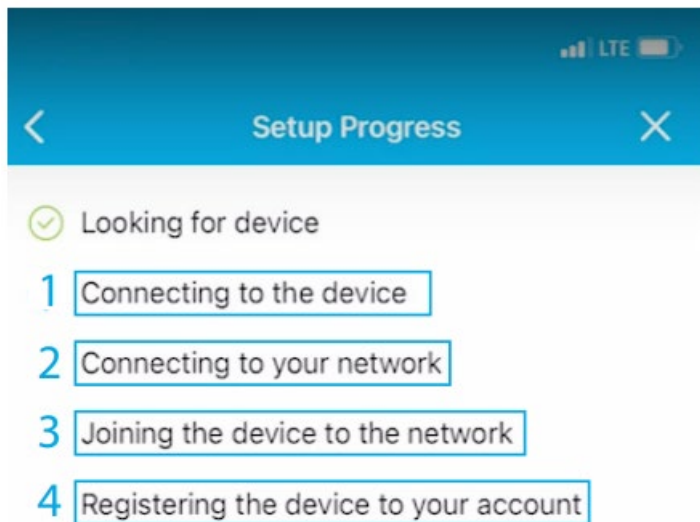 LTE
Setup Progress
Looking for device
1 Connecting to the device
2 Connecting to your network
3 Joining the device to the network
4 Registering the device to your account